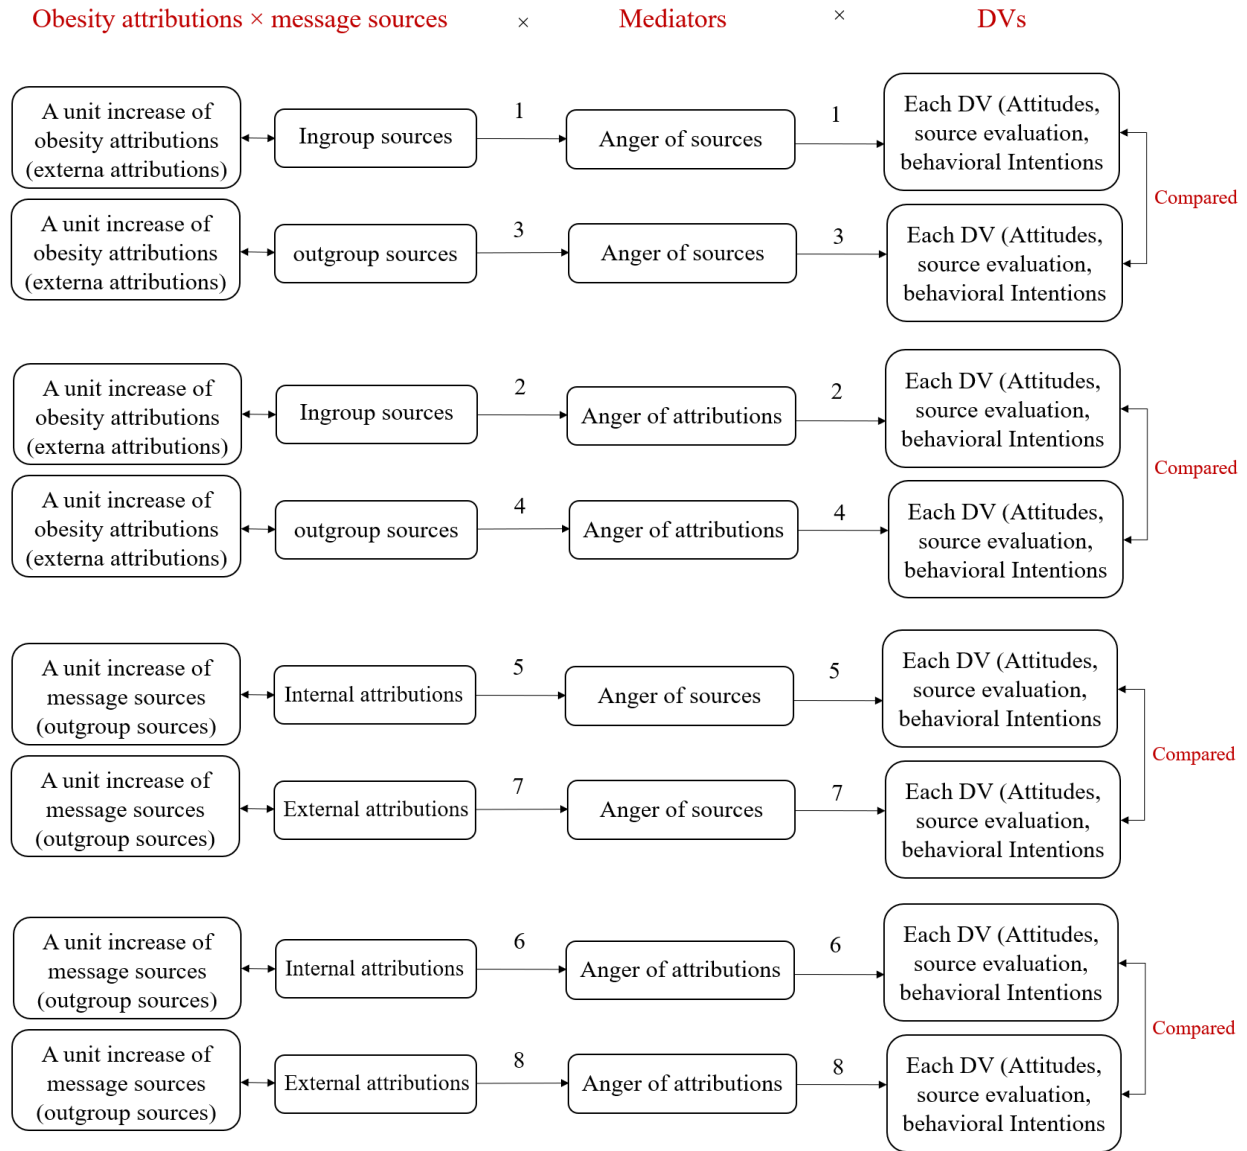 Obesity attributions × message sources × Mediators × DVs
A unit increase of
obesity attributions
(externa attributions)
Ingroup sources
1
Anger of sources
1
Each DV (Attitudes,
source evaluation,
behavioral Intentions
A unit increase of
obesity attributions
(externa attributions)
outgroup sources
3
Anger of sources
3
Each DV (Attitudes,
source evaluation,
behavioral Intentions
Compared
A unit increase of
obesity attributions
(externa attributions)
Ingroup sources
2
Anger of attributions
2
Each DV (Attitudes,
source evaluation,
behavioral Intentions
A unit increase of
obesity attributions
(externa attributions)
outgroup sources
4
Anger of attributions
4
Each DV (Attitudes,
source evaluation,
behavioral Intentions
Compared
A unit increase of
message sources
(outgroup sources)
Internal attributions
5
Anger of sources
5
Each DV (Attitudes,
source evaluation,
behavioral Intentions
A unit increase of
message sources
(outgroup sources)
External attributions
7
Anger of sources
7
Each DV (Attitudes,
source evaluation,
behavioral Intentions
Compared
A unit increase of
message sources
(outgroup sources)
Internal attributions
6
Anger of attributions
6
Each DV (Attitudes,
source evaluation,
behavioral Intentions
A unit increase of
message sources
(outgroup sources)
External attributions
8
Anger of attributions
8
Each DV (Attitudes,
source evaluation,
behavioral Intentions
Compared